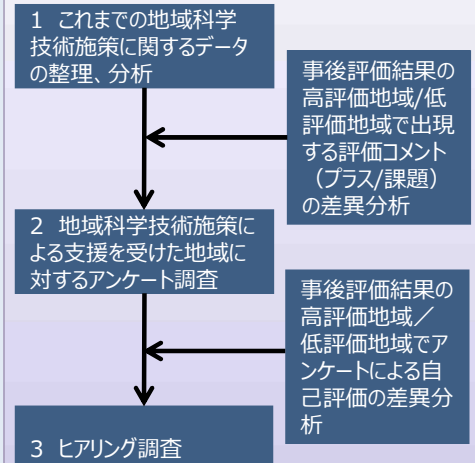 1 これまでの地域科学
技術施策に関するデータ
の整理、分析
事後評価結果の
高評価地域/低
評価地域で出現
する評価コメント
（プラス/課題）
の差異分析
2 地域科学技術施策に
よる支援を受けた地域に
対するアンケート調査
事後評価結果の
高評価地域／
低評価地域でア
ンケートによる自
己評価の差異分
析
3 ヒアリング調査